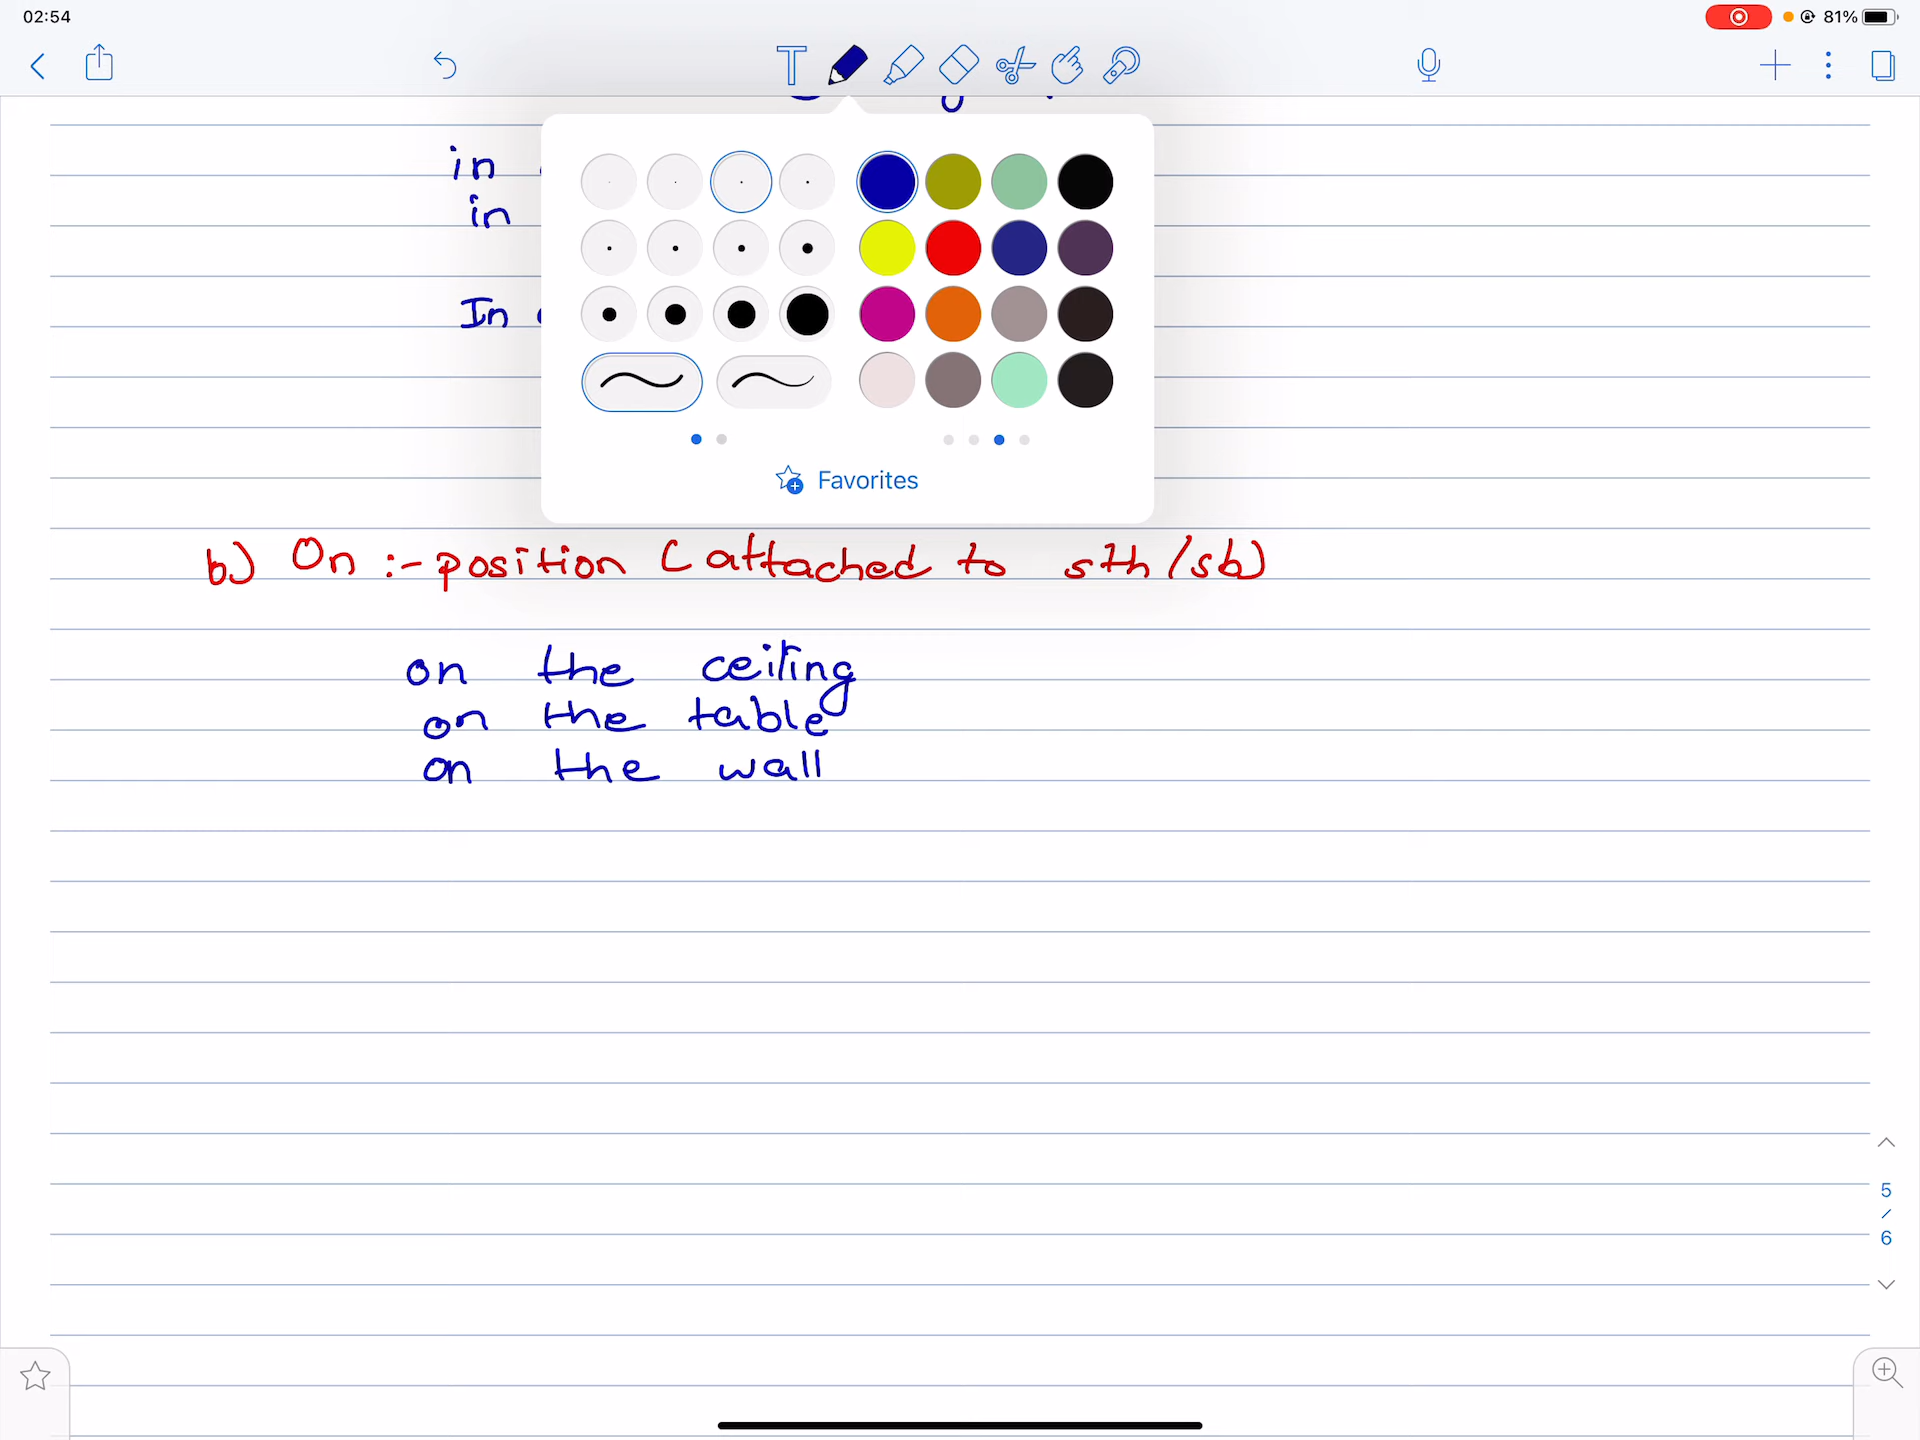 02:54
81%
in
in
In
Favorites
b) On :- position (attached to sth/sb)
on the ceiling
on the table
on the wall
5
/
6